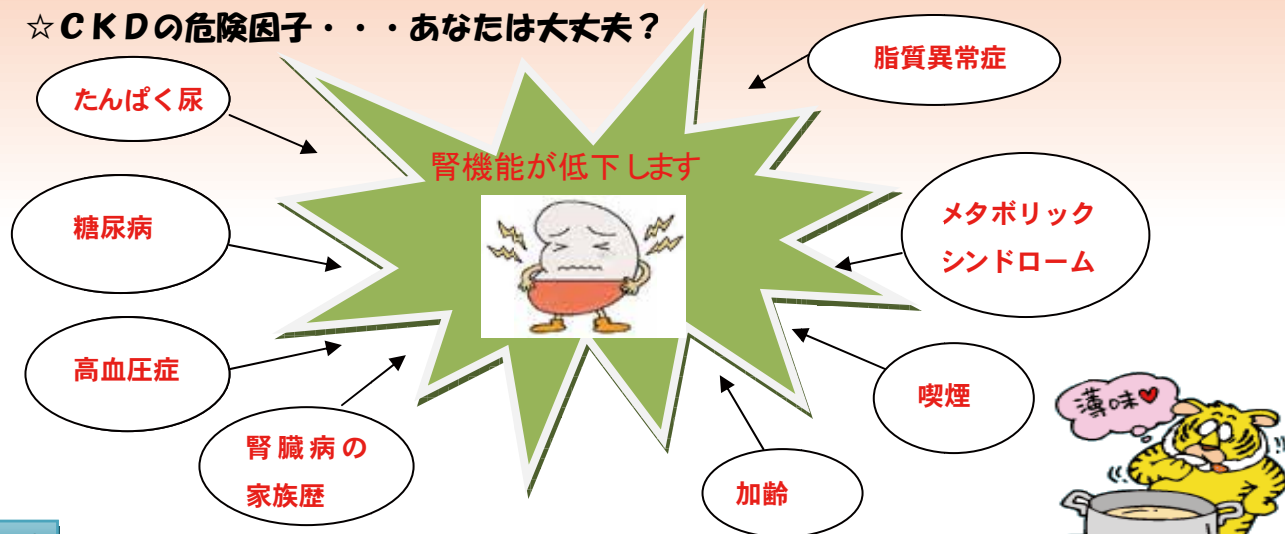 ☆ＣＫＤの危険因子・・・あなたは大丈夫？
たんぱく尿
脂質異常症
腎機能が低下します
糖尿病
メタボリック
シンドローム
高血圧症
喫煙
薄味
腎臓病の
家族歴
加齢